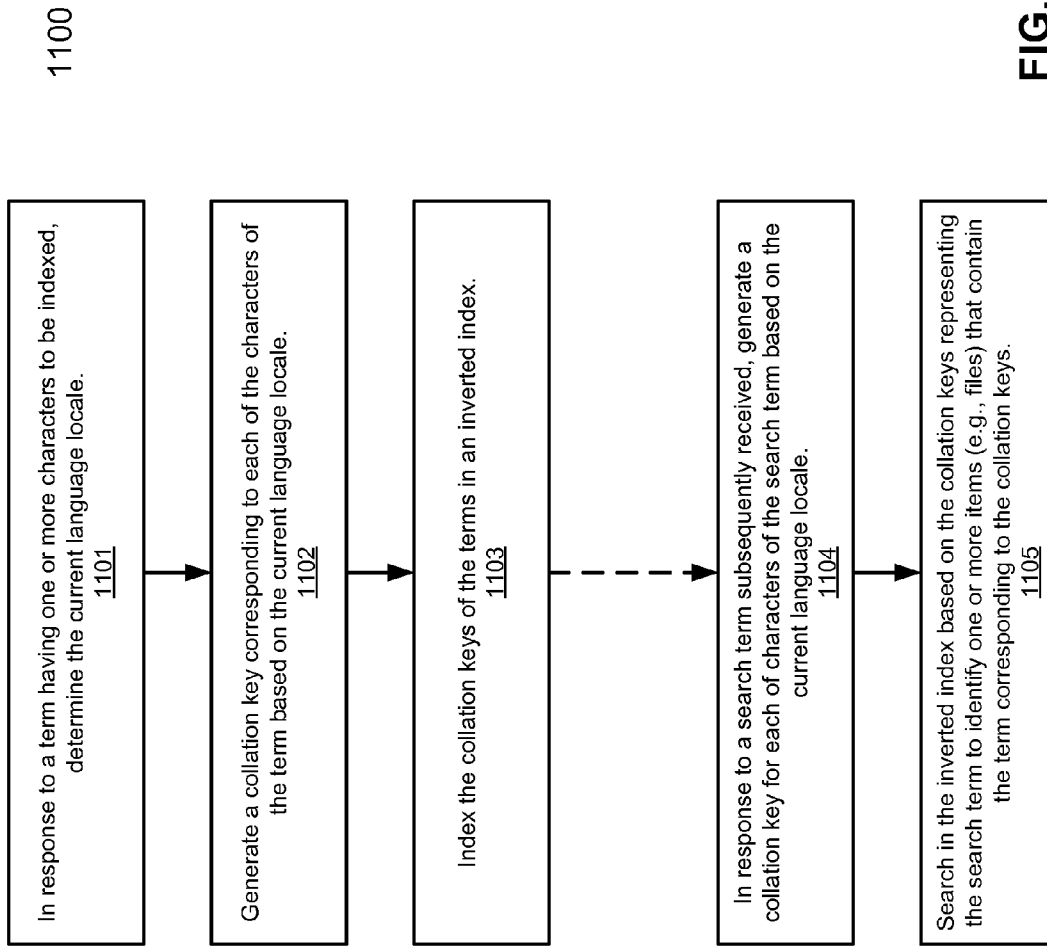 1100
In response to a term having one or more characters to be indexed,
determine the current language locale.
1101
Generate a collation key corresponding to each of the characters of
the term based on the current language locale.
1102
Index the collation keys of the terms in an inverted index.
1103
In response to a search term subsequently received, generate a
collation key for each of characters of the search term based on the
current language locale.
1104
Search in the inverted index based on the collation keys representing
the search term to identify one or more items (e.g., files) that contain
the term corresponding to the collation keys.
1105
FIG.